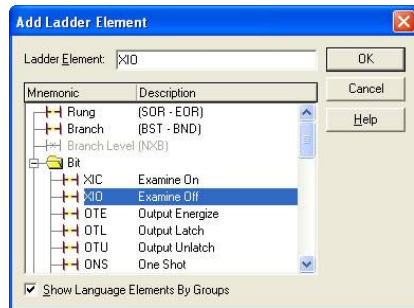 Add Ladder Element
Ladder Element: XIO
OK
Cancel
Help
Mnemonic Description
Rung (SOR - EOR)
Branch (BST - BND)
Branch Level (NXB)
Bit
XIC Examine On
XIO Examine Off
OTE Output Energize
OTL Output Latch
OTU Output Unlatch
ONS One Shot
Show Language Elements By Groups